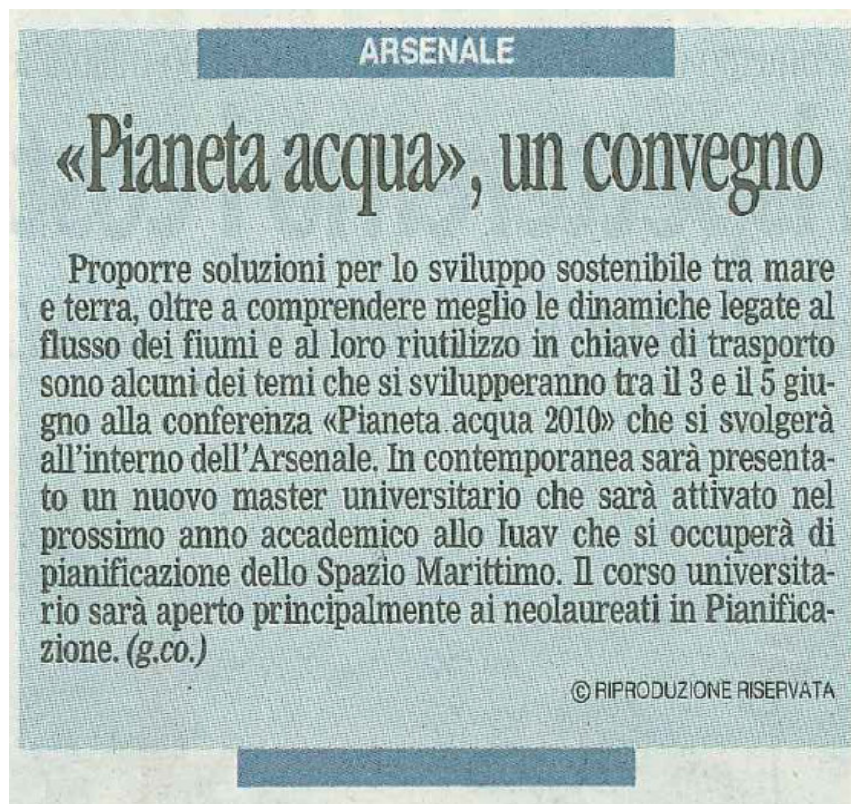 ARSENALE
«Pianeta acqua», un convegno
Proporre soluzioni per lo sviluppo sostenibile tra mare
e terra, oltre a comprendere meglio le dinamiche legate al
flusso dei fiumi e al loro riutilizzo in chiave di trasporto
sono alcuni dei temi che si svilupperanno tra il 3 e il 5 giu-
gno alla conferenza «Pianeta acqua 2010» che si svolgerà
all'interno dell'Arsenale. In contemporanea sarà presenta-
to un nuovo master universitario che sarà attivato nel
prossimo anno accademico allo Iuav che si occuperà di
pianificazione dello Spazio Marittimo. Il corso universita-
rio sarà aperto principalmente ai neolaureati in Pianifica-
zione. (g.co.)
© RIPRODUZIONE RISERVATA